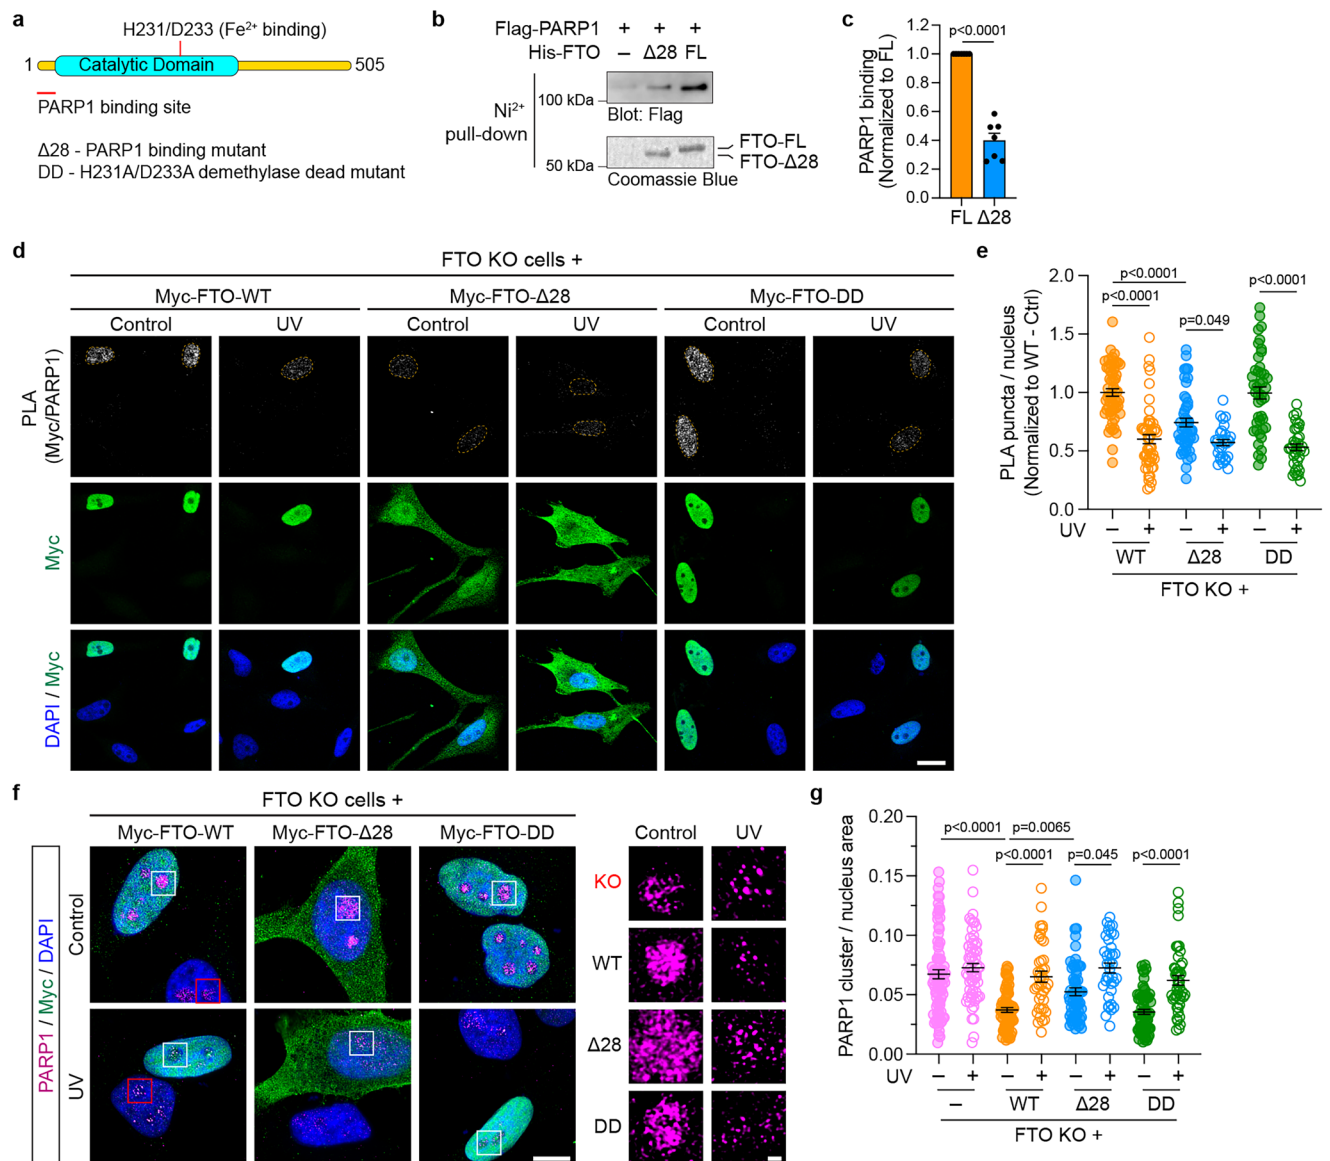 a
H231/D233 (Fe²⁺ binding)
1 Catalytic Domain 505
PARP1 binding site
Δ28 - PARP1 binding mutant
DD - H231A/D233A demethylase dead mutant
b
Flag-PARP1 + + +
His-FTO – Δ28 FL
Ni²⁺
pull-down
100 kDa
Blot: Flag
50 kDa
FTO-FL
FTO-Δ28
Coomassie Blue
c
PARP1 binding
(Normalized to FL)
1.2
1.0
0.8
0.6
0.4
0.2
0.0
p<0.0001
FL Δ28
d
FTO KO cells +
Myc-FTO-WT Myc-FTO-Δ28 Myc-FTO-DD
Control UV Control UV Control UV
PLA
(Myc/PARP1)
Myc
DAPI / Myc
e
PLA puncta / nucleus
(Normalized to WT - Ctrl)
2.0
1.5
1.0
0.5
0.0
p<0.0001
p<0.0001
p=0.049
p<0.0001
UV – + – + – +
WT Δ28 DD
FTO KO +
f
FTO KO cells +
Myc-FTO-WT Myc-FTO-Δ28 Myc-FTO-DD
PARP1 / Myc / DAPI
Control
UV
Control UV
KO
WT
Δ28
DD
g
PARP1 cluster / nucleus area
0.20
0.15
0.10
0.05
0.00
p<0.0001 p=0.0065
p<0.0001 p=0.045 p<0.0001
UV – + – + – + – +
– WT Δ28 DD
FTO KO +